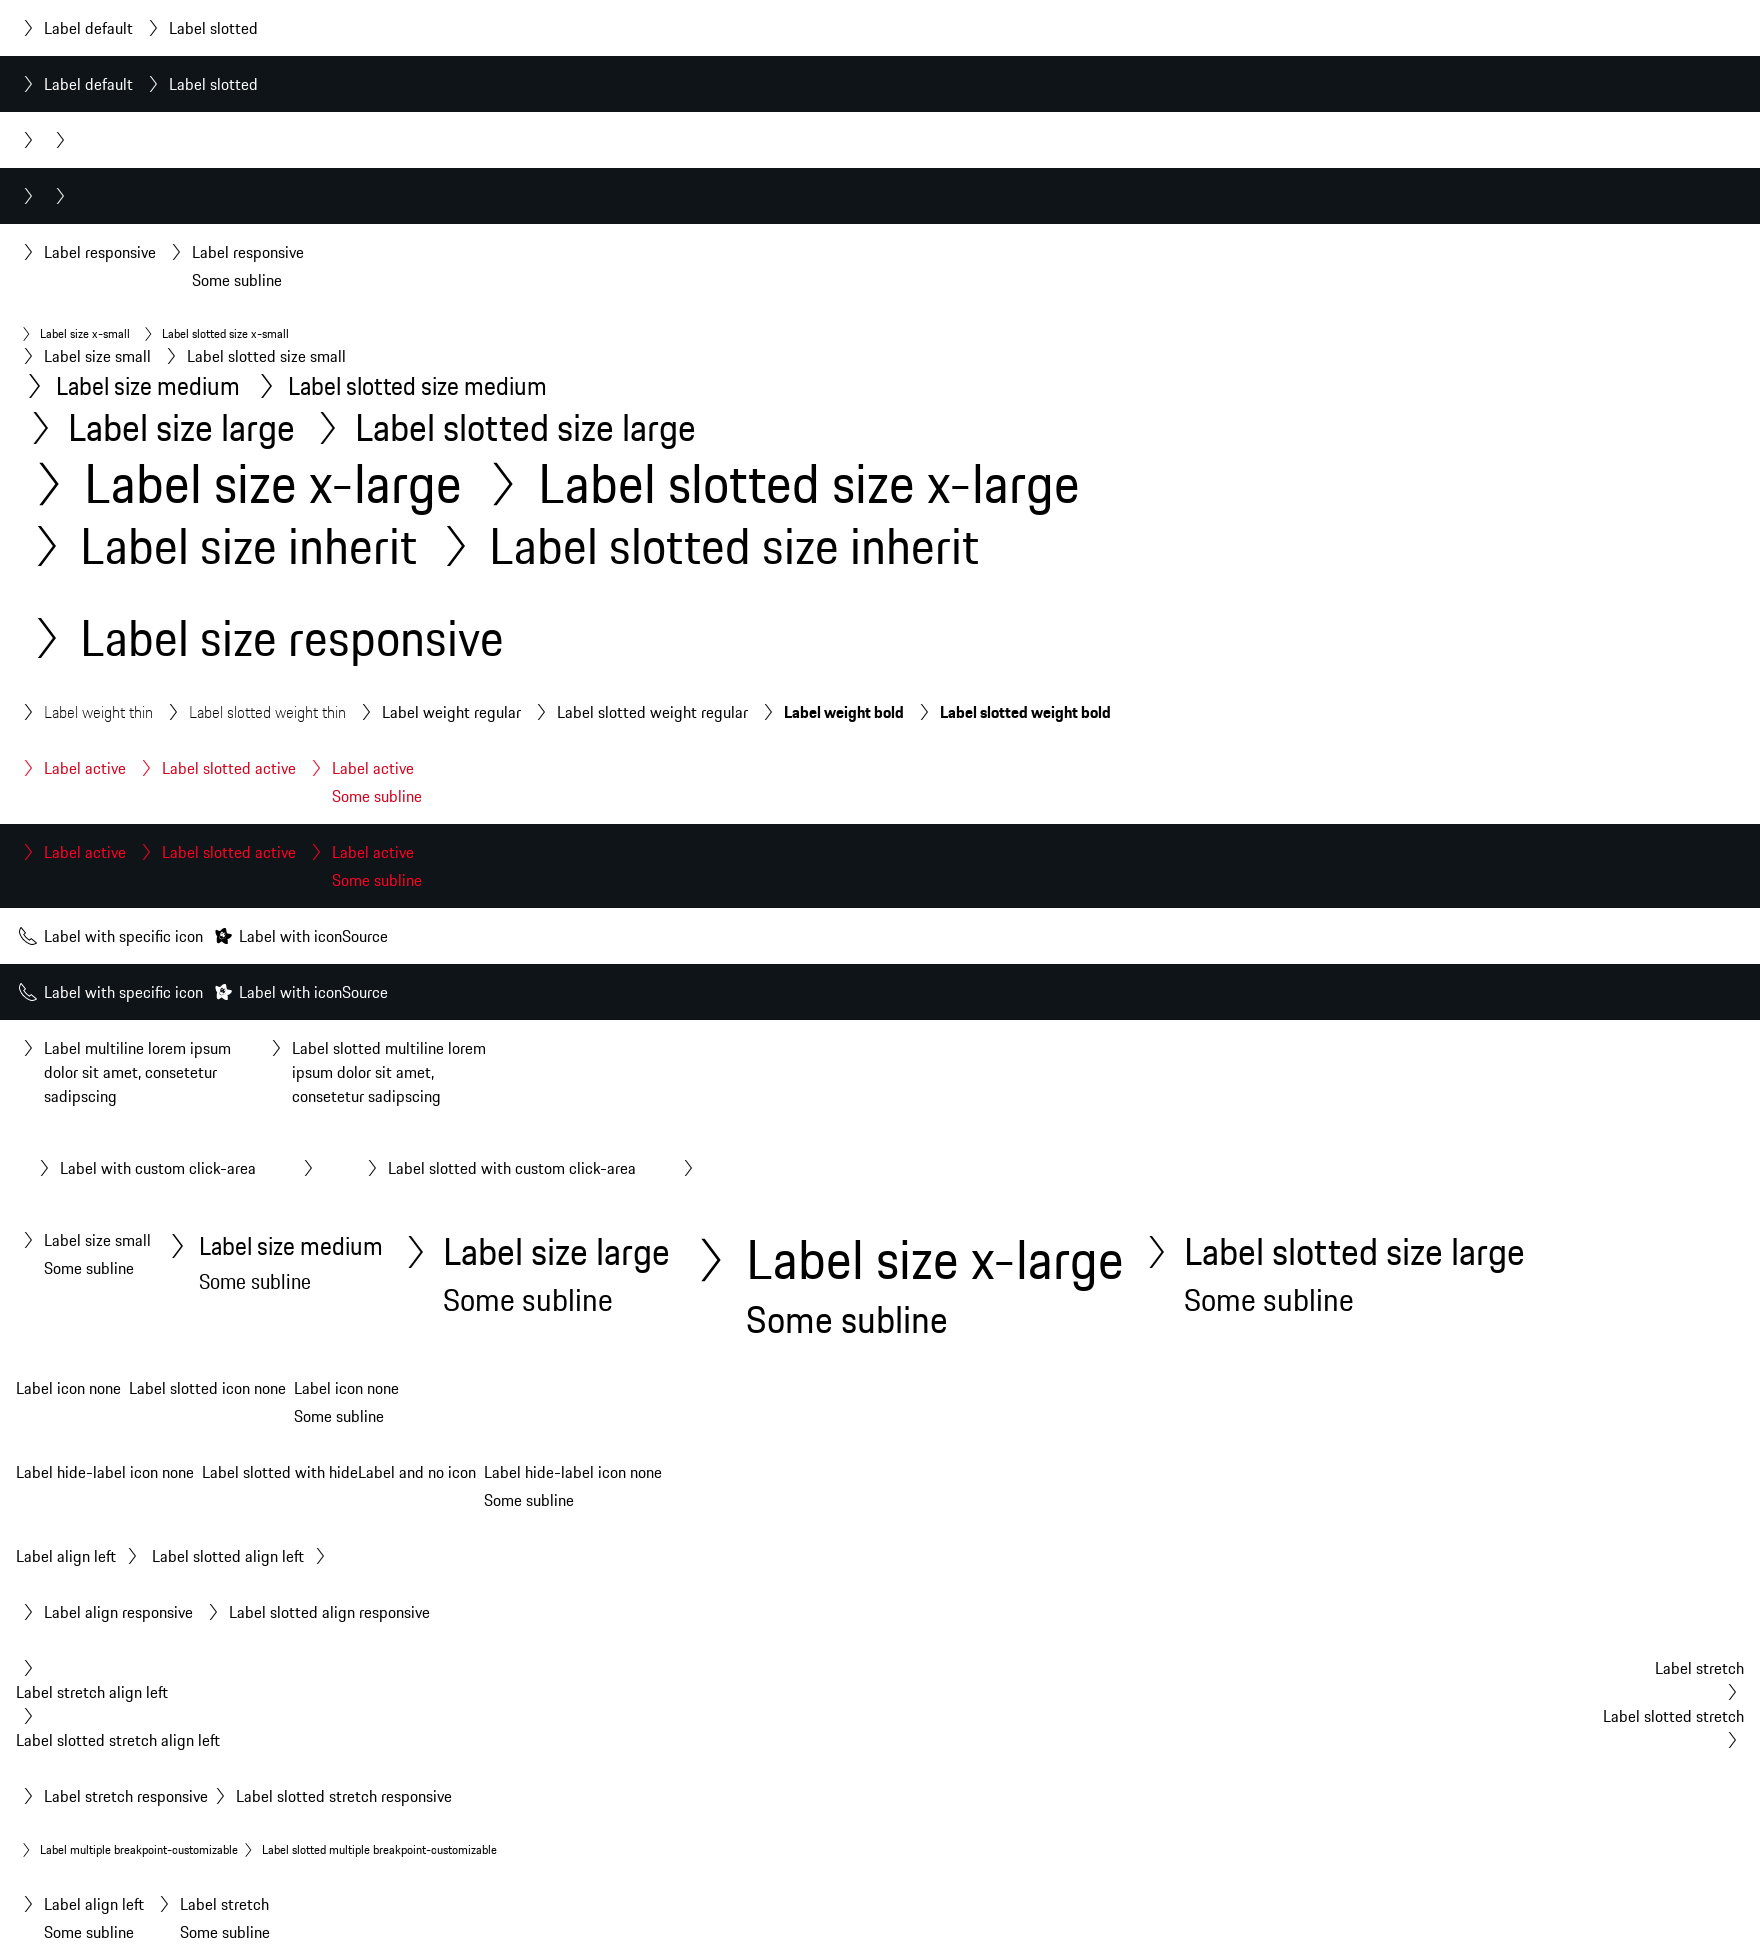 Label default Label slotted
Label default Label slotted
Label responsive Label responsive
Some subline
Label size x-small Label slotted size x-small
Label size small Label slotted size small
Label size medium Label slotted size medium
Label size large Label slotted size large
Label size x-large Label slotted size x-large
Label size inherit Label slotted size inherit
Label size responsive
Label weight thin Label slotted weight thin Label weight regular Label slotted weight regular Label weight bold Label slotted weight bold
Label active Label slotted active Label active
Some subline
Label active Label slotted active Label active
Some subline
Label with specific icon Label with iconSource
Label with specific icon Label with iconSource
Label multiline lorem ipsum
dolor sit amet, consetetur
sadipscing
Label slotted multiline lorem
ipsum dolor sit amet,
consetetur sadipscing
Label with custom click-area Label slotted with custom click-area
Label size small
Some subline
Label size medium
Some subline
Label size large
Some subline
Label size x-large
Some subline
Label slotted size large
Some subline
Label icon none Label slotted icon none Label icon none
Some subline
Label hide-label icon none Label slotted with hideLabel and no icon Label hide-label icon none
Some subline
Label align left Label slotted align left
Label align responsive Label slotted align responsive
Label stretch
Label stretch align left
Label slotted stretch
Label slotted stretch align left
Label stretch responsive Label slotted stretch responsive
Label multiple breakpoint-customizable Label slotted multiple breakpoint-customizable
Label align left Label stretch
Some subline Some subline